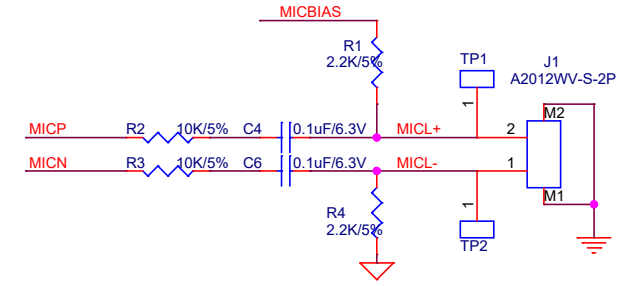 MICBIAS
R1
2.2K/5%
TP1
J1
A2012WV-S-2P
1
M2
MICP
R2
10K/5%
C4
0.1uF/6.3V
MICL+
2
MICN
R3
10K/5%
C6
0.1uF/6.3V
MICL-
1
M1
R4
2.2K/5%
1
TP2